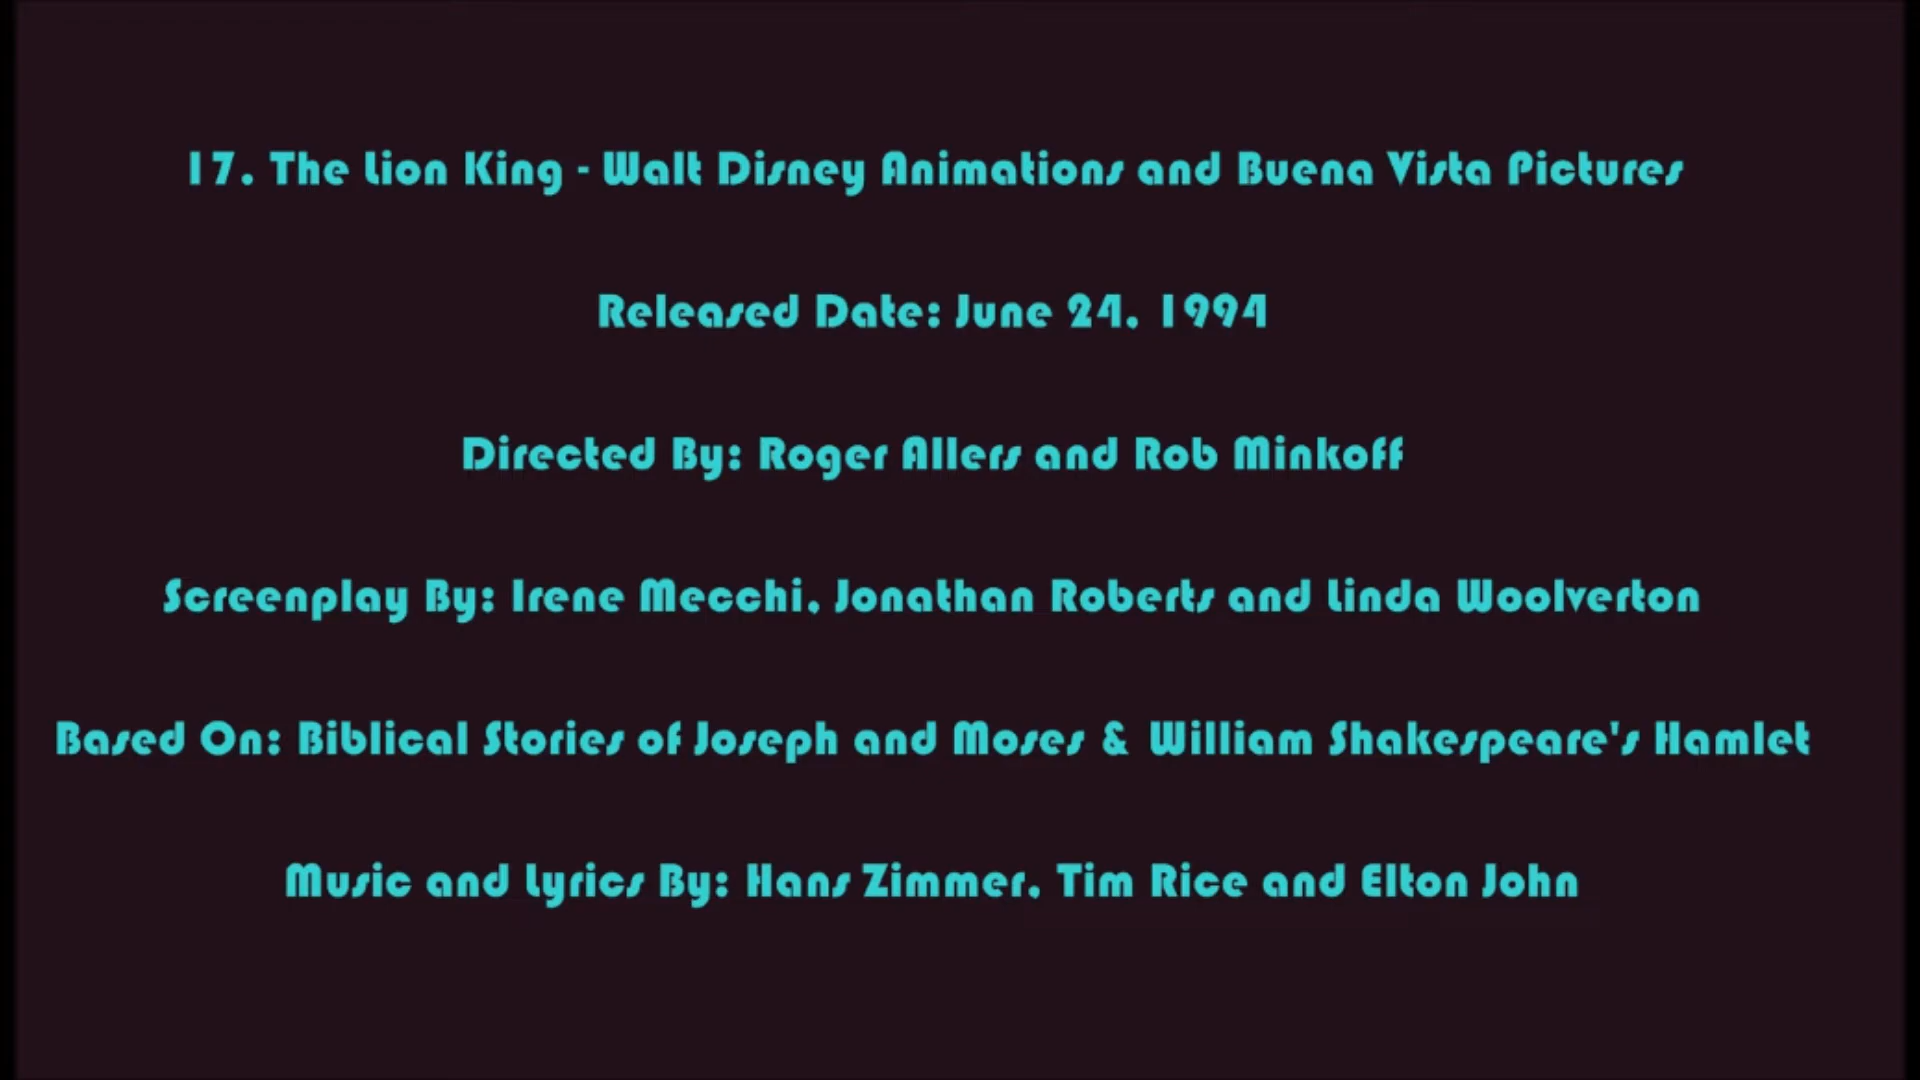 17. The Lion King - Walt Disney Animations and Buena Vista Pictures
Released Date: June 24, 1994
Directed By: Roger Allers and Rob Minkoff
Screenplay By: Irene Mecchi, Jonathan Roberts and Linda Woolverton
Based On: Biblical Stories of Joseph and Moses & William Shakespeare's Hamlet
Music and Lyrics By: Hans Zimmer, Tim Rice and Elton John